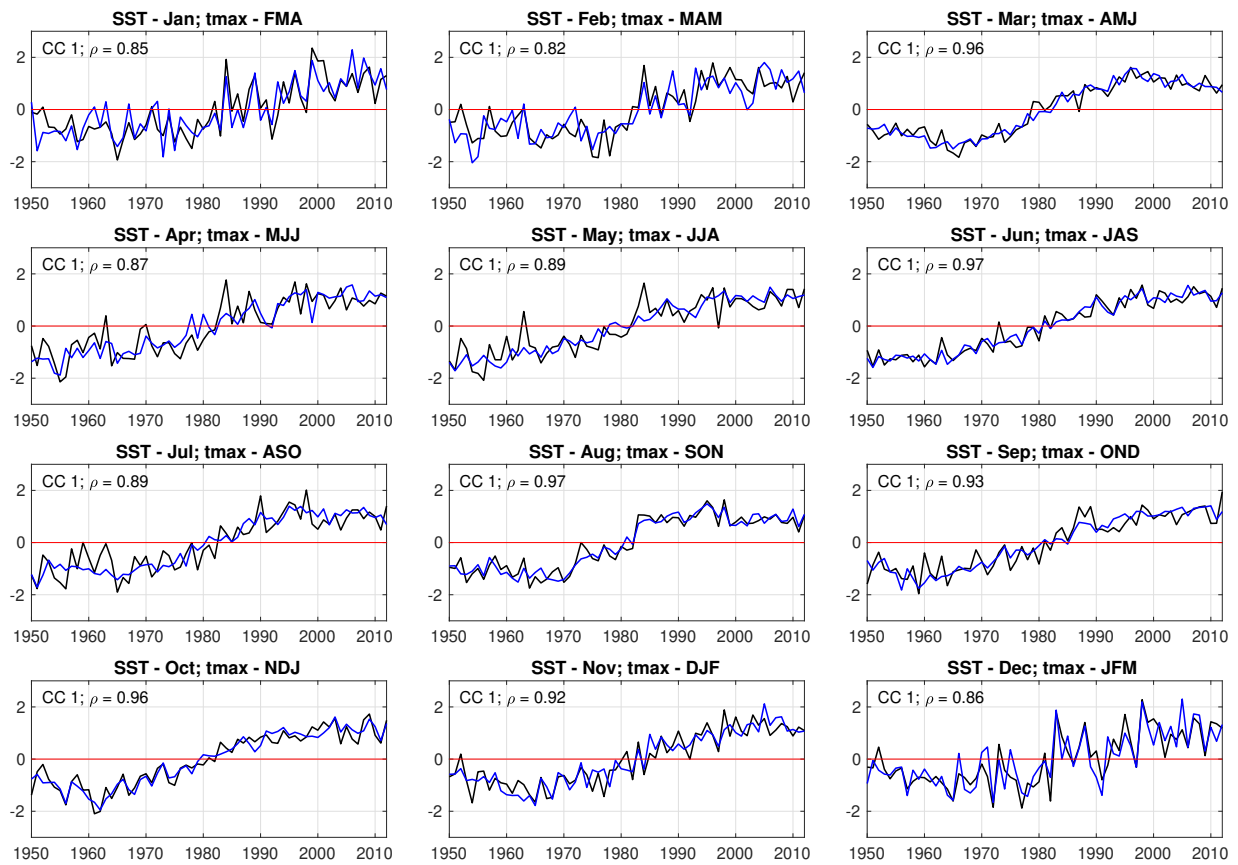 SST - Jan; tmax - FMA
SST - Feb; tmax - MAM
SST - Mar; tmax - AMJ
CC 1; ρ = 0.85
CC 1; ρ = 0.82
CC 1; ρ = 0.96
2
0
-2
2
0
-2
2
0
-2
1950 1960 1970 1980 1990 2000 2010
1950 1960 1970 1980 1990 2000 2010
1950 1960 1970 1980 1990 2000 2010
SST - Apr; tmax - MJJ
SST - May; tmax - JJA
SST - Jun; tmax - JAS
CC 1; ρ = 0.87
CC 1; ρ = 0.89
CC 1; ρ = 0.97
2
0
-2
2
0
-2
2
0
-2
1950 1960 1970 1980 1990 2000 2010
1950 1960 1970 1980 1990 2000 2010
1950 1960 1970 1980 1990 2000 2010
SST - Jul; tmax - ASO
SST - Aug; tmax - SON
SST - Sep; tmax - OND
CC 1; ρ = 0.89
CC 1; ρ = 0.97
CC 1; ρ = 0.93
2
0
-2
2
0
-2
2
0
-2
1950 1960 1970 1980 1990 2000 2010
1950 1960 1970 1980 1990 2000 2010
1950 1960 1970 1980 1990 2000 2010
SST - Oct; tmax - NDJ
SST - Nov; tmax - DJF
SST - Dec; tmax - JFM
CC 1; ρ = 0.96
CC 1; ρ = 0.92
CC 1; ρ = 0.86
2
0
-2
2
0
-2
2
0
-2
1950 1960 1970 1980 1990 2000 2010
1950 1960 1970 1980 1990 2000 2010
1950 1960 1970 1980 1990 2000 2010